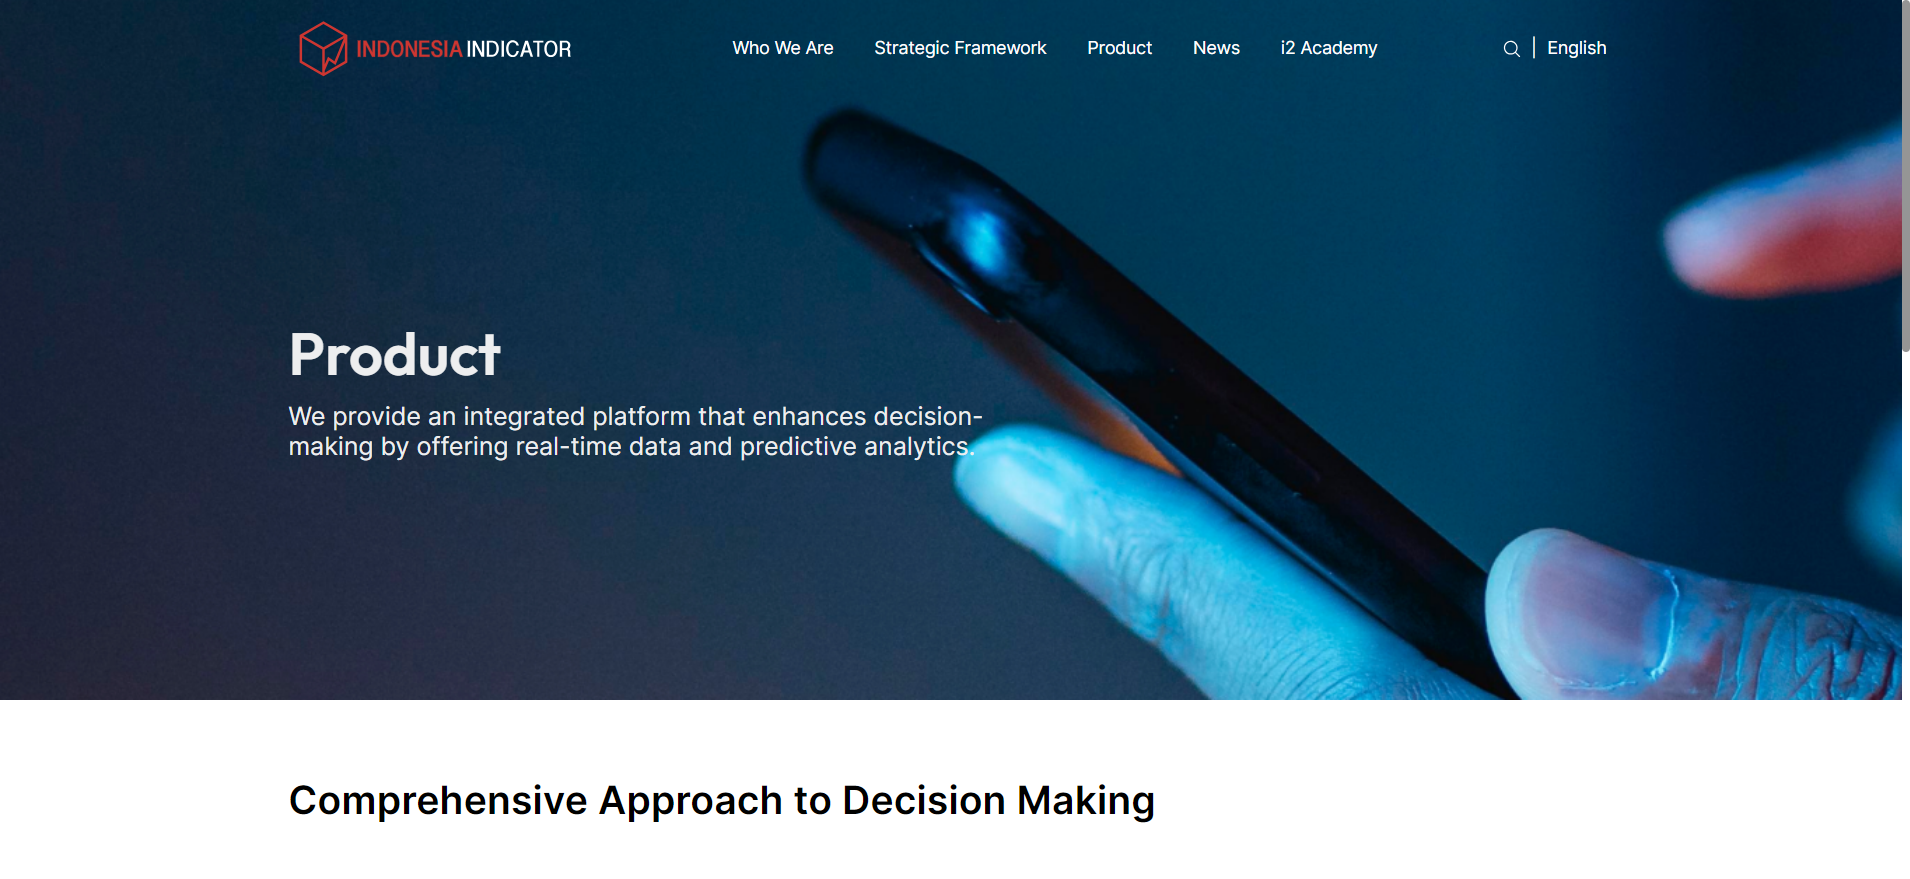 INDONESIA INDICATOR
Who We Are
Strategic Framework
Product
News
i2 Academy
English
Product
We provide an integrated platform that enhances decision-
making by offering real-time data and predictive analytics.
Comprehensive Approach to Decision Making